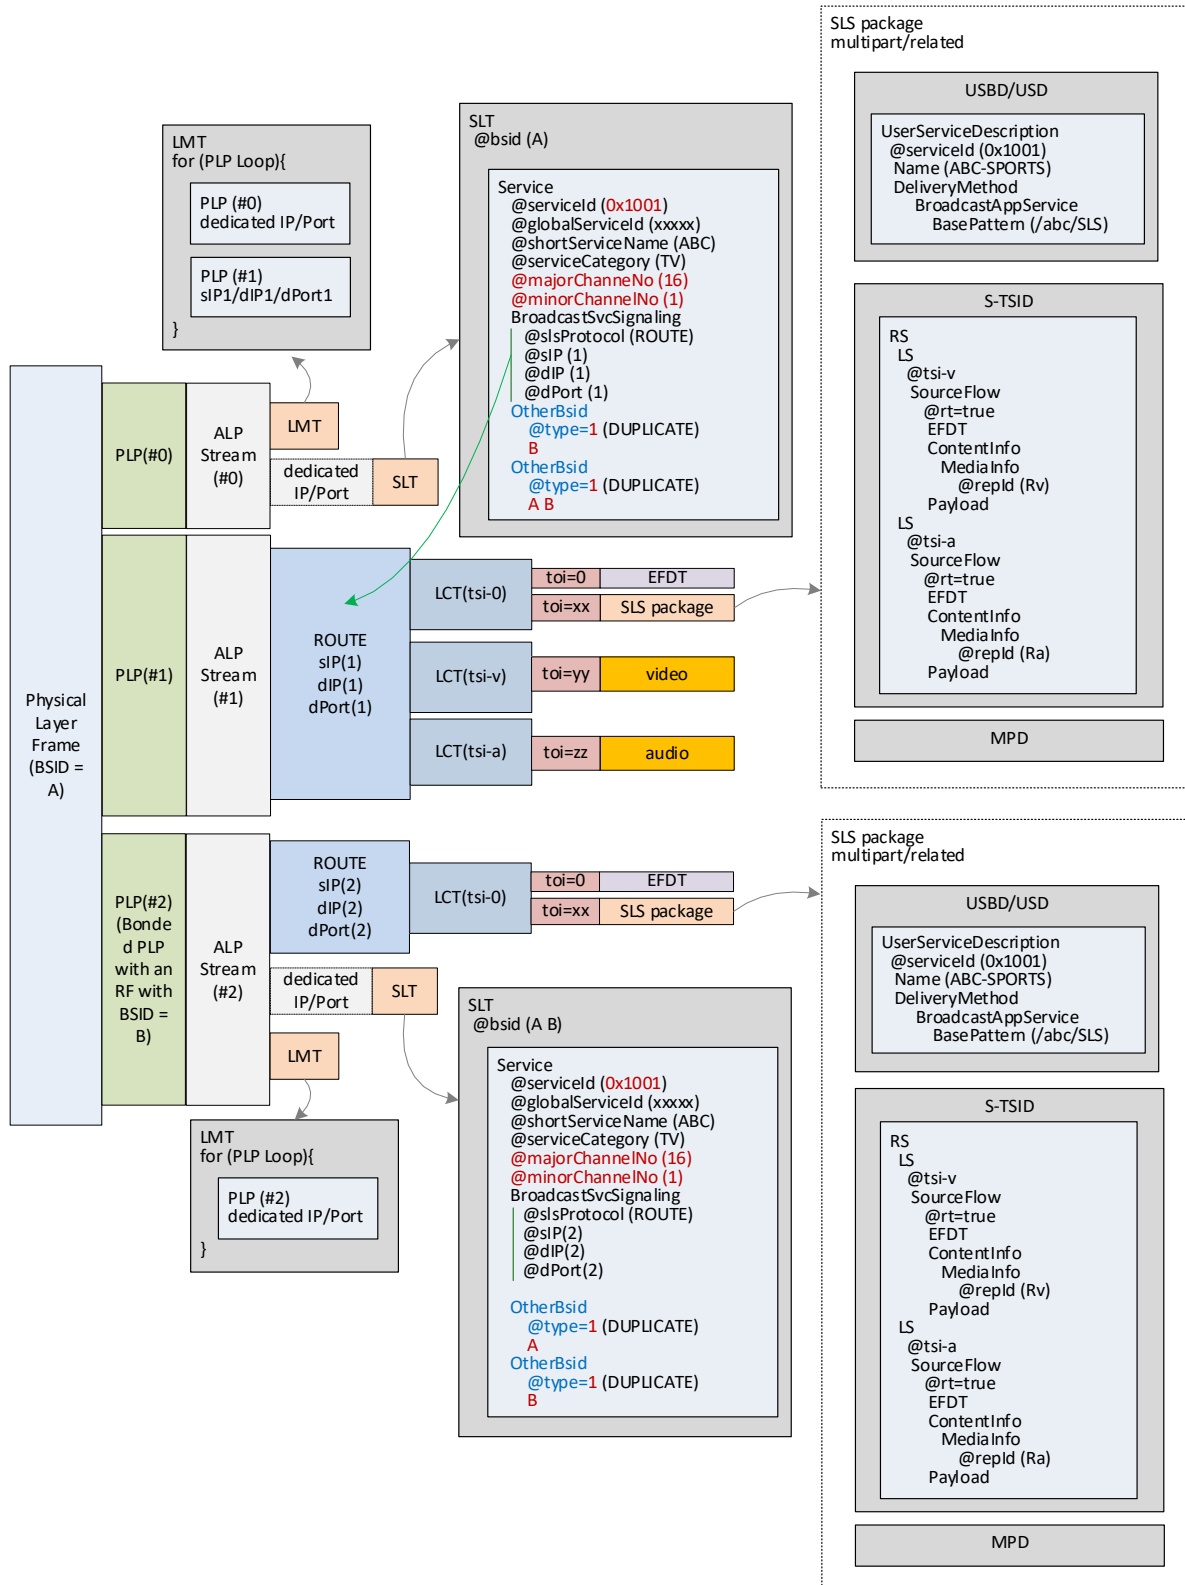 SLS package
multipart/related
USBD/USD
UserServiceDescription
@serviceId (0x1001)
Name (ABC-SPORTS)
DeliveryMethod
BroadcastAppService
BasePattern (/abc/SLS)
S-TSID
RS
LS
@tsi-v
SourceFlow
@rt=true
EFDT
ContentInfo
MediaInfo
@repId (Rv)
Payload
LS
@tsi-a
SourceFlow
@rt=true
EFDT
ContentInfo
MediaInfo
@repId (Ra)
Payload
MPD
LMT
for (PLP Loop){
PLP (#0)
dedicated IP/Port
PLP (#1)
sIP1/dIP1/dPort1
}
SLT
@bsid (A)
Service
@serviceId (0x1001)
@globalServiceId (xxxxx)
@shortServiceName (ABC)
@serviceCategory (TV)
@majorChanneNo (16)
@minorChannelNo (1)
BroadcastSvcSignaling
@slsProtocol (ROUTE)
@sIP (1)
@dIP (1)
@dPort (1)
OtherBsid
@type=1 (DUPLICATE)
B
OtherBsid
@type=1 (DUPLICATE)
A B
Physical
Layer
Frame
(BSID =
A)
PLP(#0)
ALP
Stream
(#0)
LMT
dedicated
IP/Port
SLT
PLP(#1)
ALP
Stream
(#1)
ROUTE
sIP(1)
dIP(1)
dPort(1)
LCT(tsi-0)
toi=0
EFDT
toi=xx
SLS package
LCT(tsi-v)
toi=yy
video
LCT(tsi-a)
toi=zz
audio
PLP(#2)
(Bonde
d PLP
with an
RF with
BSID =
B)
ALP
Stream
(#2)
ROUTE
sIP(2)
dIP(2)
dPort(2)
LCT(tsi-0)
toi=0
EFDT
toi=xx
SLS package
dedicated
IP/Port
SLT
LMT
LMT
for (PLP Loop){
PLP (#2)
dedicated IP/Port
}
SLT
@bsid (A B)
Service
@serviceId (0x1001)
@globalServiceId (xxxxx)
@shortServiceName (ABC)
@serviceCategory (TV)
@majorChannelNo (16)
@minorChannelNo (1)
BroadcastSvcSignaling
@slsProtocol (ROUTE)
@sIP(2)
@dIP(2)
@dPort(2)
OtherBsid
@type=1 (DUPLICATE)
A
OtherBsid
@type=1 (DUPLICATE)
B
SLS package
multipart/related
USBD/USD
UserServiceDescription
@serviceId (0x1001)
Name (ABC-SPORTS)
DeliveryMethod
BroadcastAppService
BasePattern (/abc/SLS)
S-TSID
RS
LS
@tsi-v
SourceFlow
@rt=true
EFDT
ContentInfo
MediaInfo
@repId (Rv)
Payload
LS
@tsi-a
SourceFlow
@rt=true
EFDT
ContentInfo
MediaInfo
@repId (Ra)
Payload
MPD